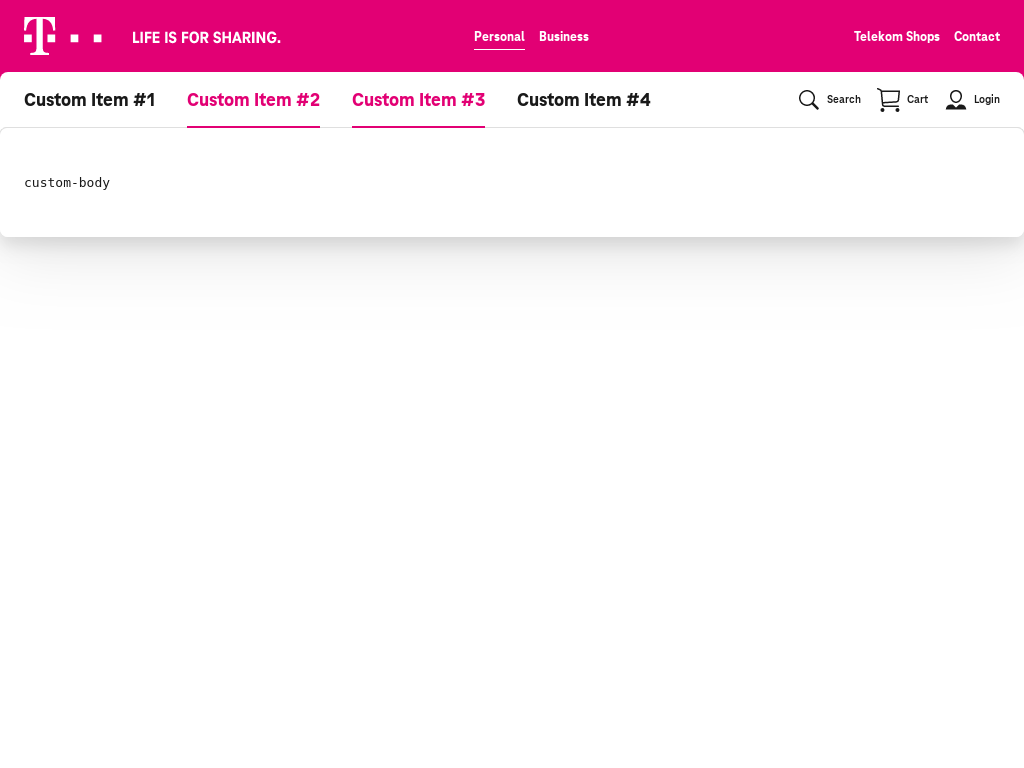 T LIFE IS FOR SHARING. Personal Business Telekom Shops Contact
Custom Item #1 Custom Item #2 Custom Item #3 Custom Item #4 Search Cart Login
custom-body